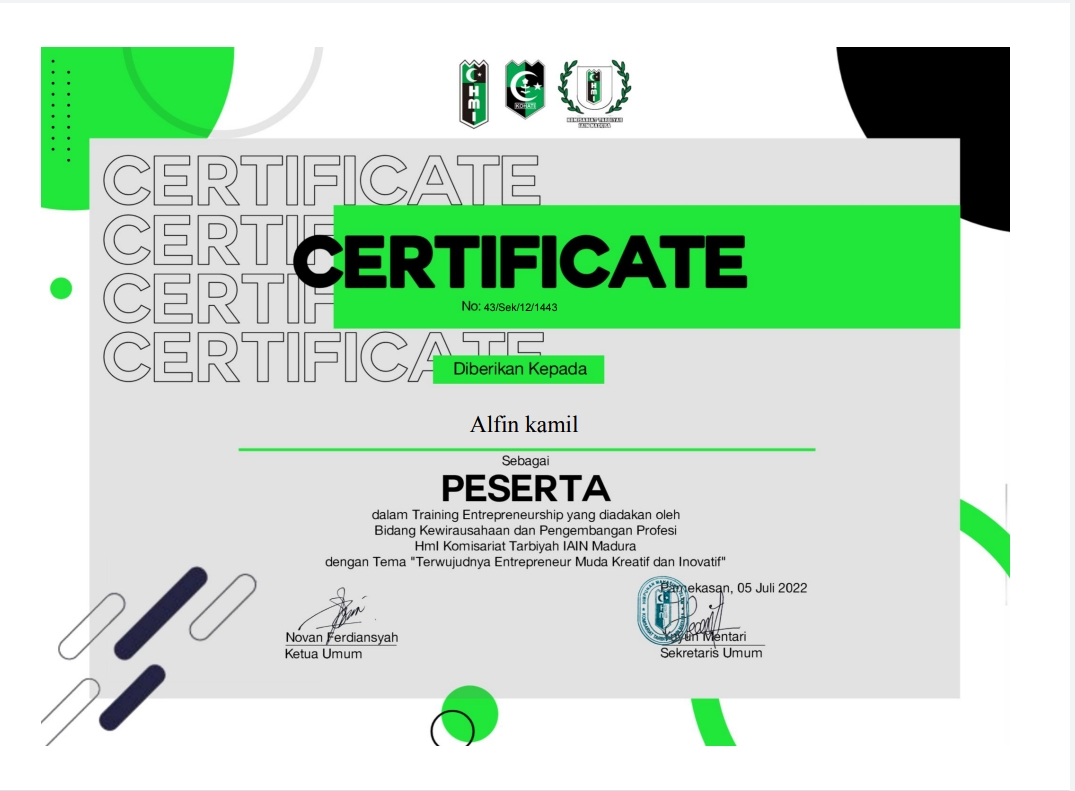 HMI
KOHATI
HMI
KOMISARIAT TARBIYAH
IAIN MADURA
CERTIFICATE
CERTIFICATE
CERTIFICATE
CERTIFICATE
CERTIFICATE
No: 43/Sek/12/1443
Diberikan Kepada
Alfin kamil
Sebagai
PESERTA
dalam Training Entrepreneurship yang diadakan oleh
Bidang Kewirausahaan dan Pengembangan Profesi
HmI Komisariat Tarbiyah IAIN Madura
dengan Tema "Terwujudnya Entrepreneur Muda Kreatif dan Inovatif"
Pamekasan, 05 Juli 2022
Novan Ferdiansyah
Ketua Umum
Mentari
Sekretaris Umum